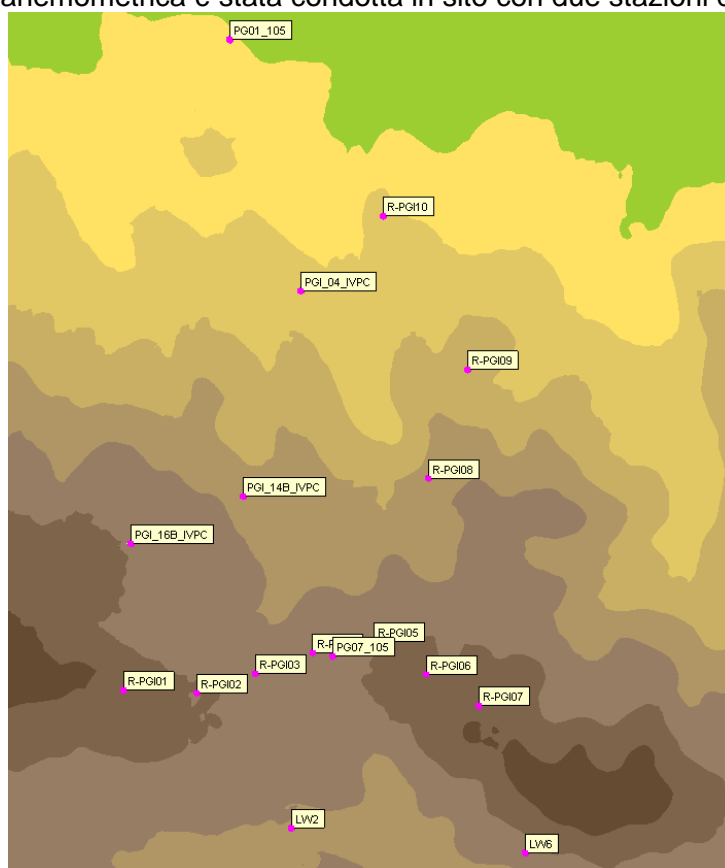 anemometrica è stata condotta in sito con due stazioni
PG01_105
R-PGI10
PGI_04_IVPC
R-PGI09
R-PGI08
PGI_14B_IVPC
PGI_16B_IVPC
R-PGI05
PG07_105
R-PGI03
R-PGI06
R-PGI01
R-PGI02
R-PGI07
LW2
LW6